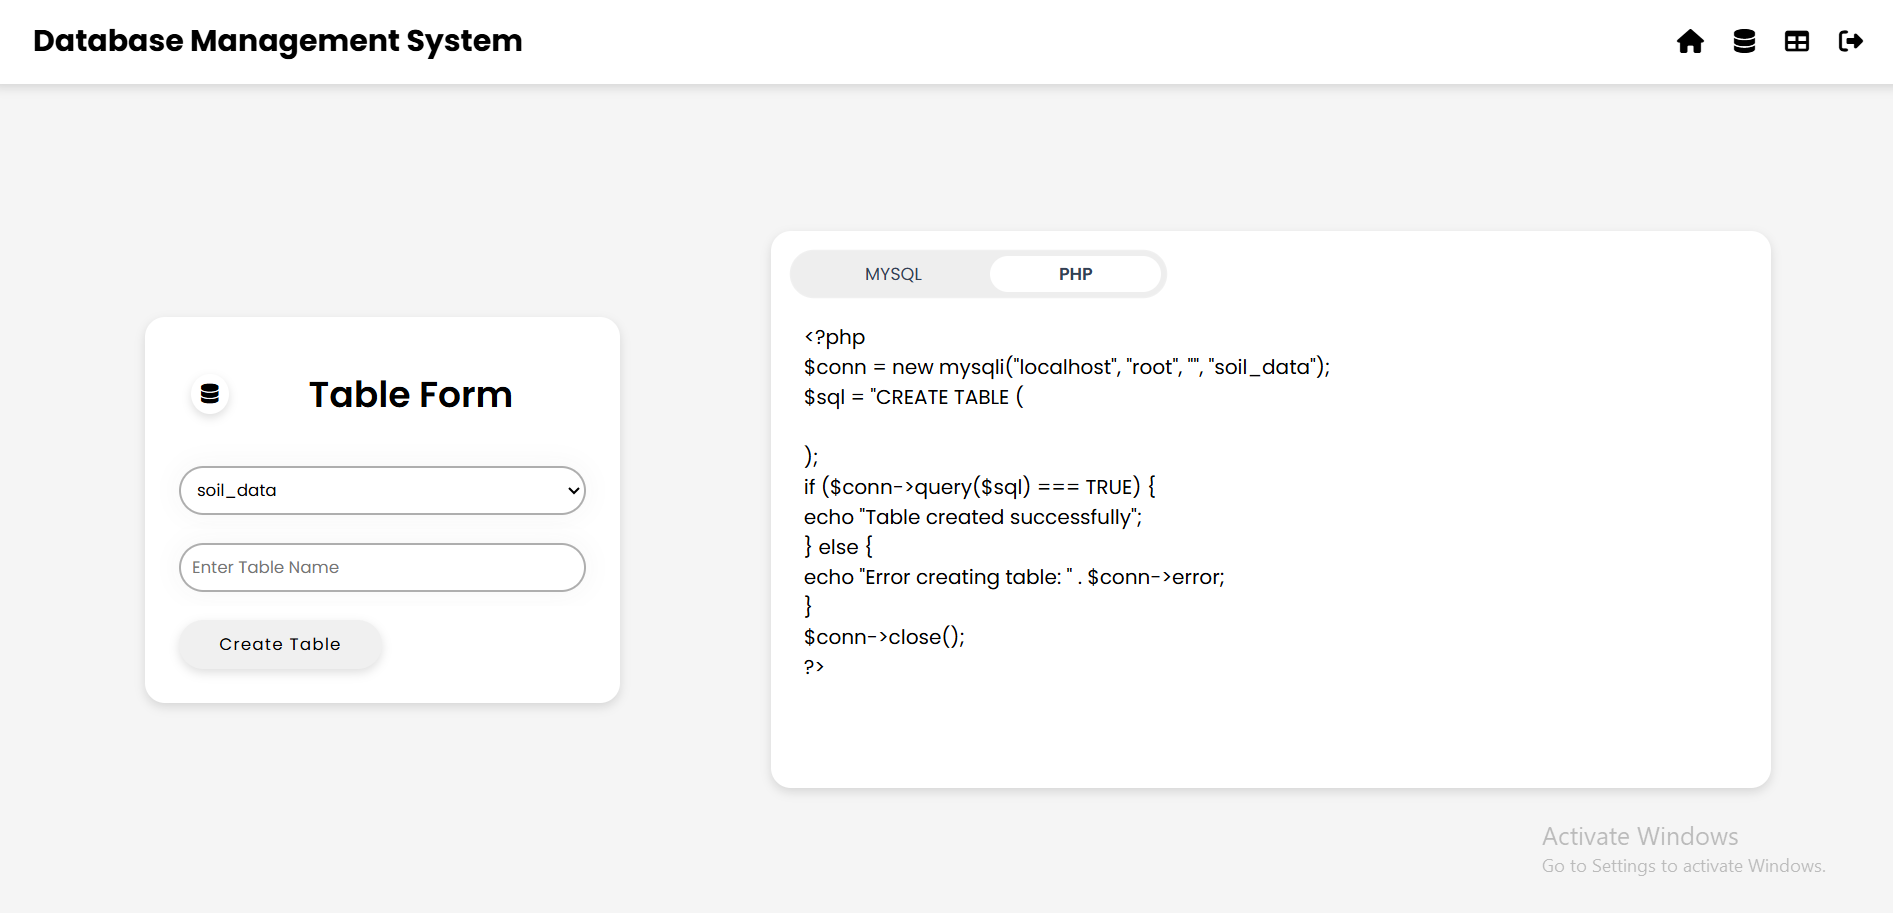 Database Management System
Table Form
soil_data
Enter Table Name
Create Table
MYSQL
PHP
<?php
$conn = new mysqli("localhost", "root", "", "soil_data");
$sql = "CREATE TABLE (
);
if ($conn->query($sql) === TRUE) {
echo "Table created successfully";
} else {
echo "Error creating table: " . $conn->error;
}
$conn->close();
?>
Activate Windows
Go to Settings to activate Windows.